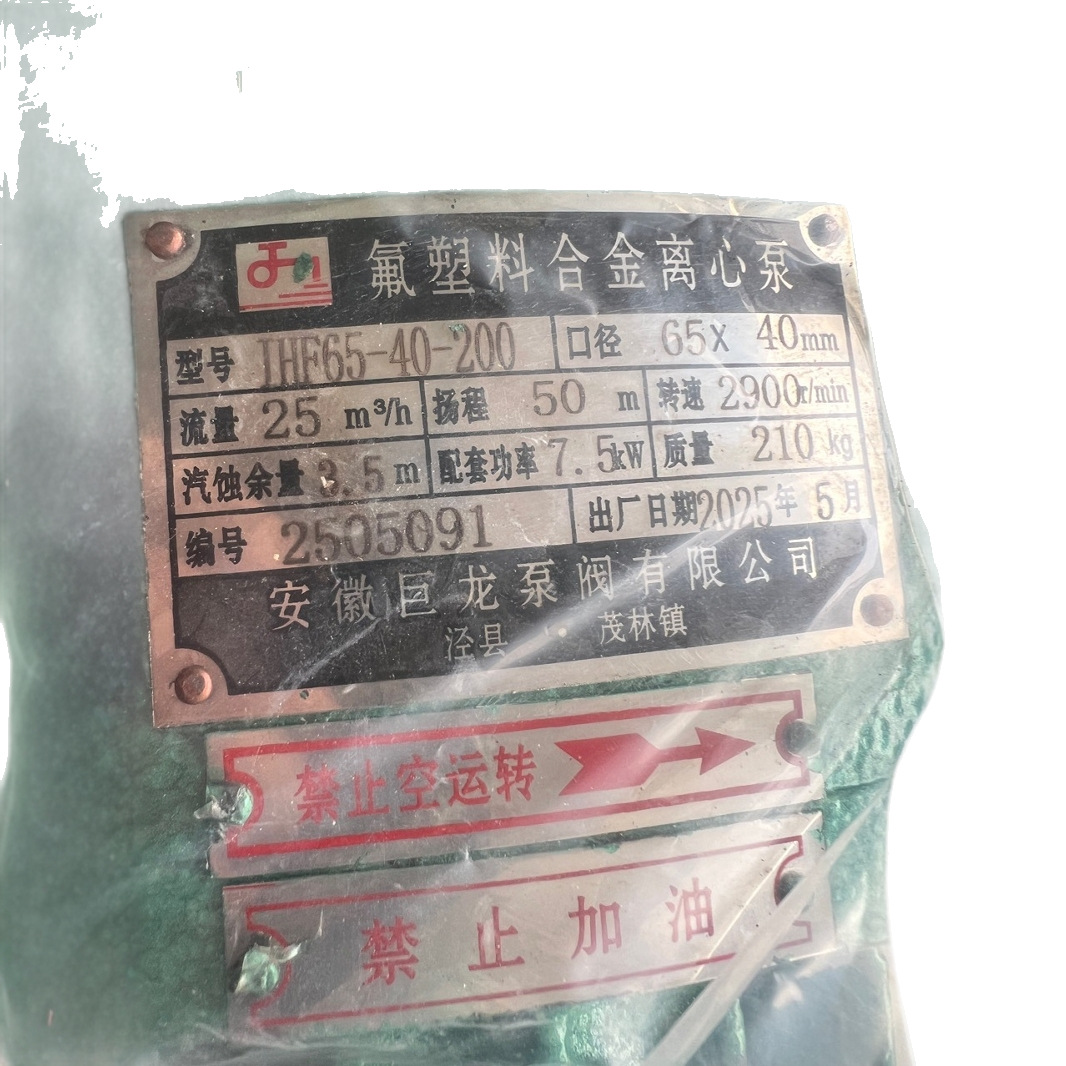 氟塑料合金离心泵
型号 IHF65-40-200 口径 65X 40mm
流量 25 m³/h 扬程 50 m 转速 2900r/min
汽蚀余量 3.5m 配套功率 7.5kW 质量 210 kg
编号 2505091 出厂日期2025年 5月
安徽巨龙泵阀有限公司
泾县 茂林镇
禁止空运转
禁止加油